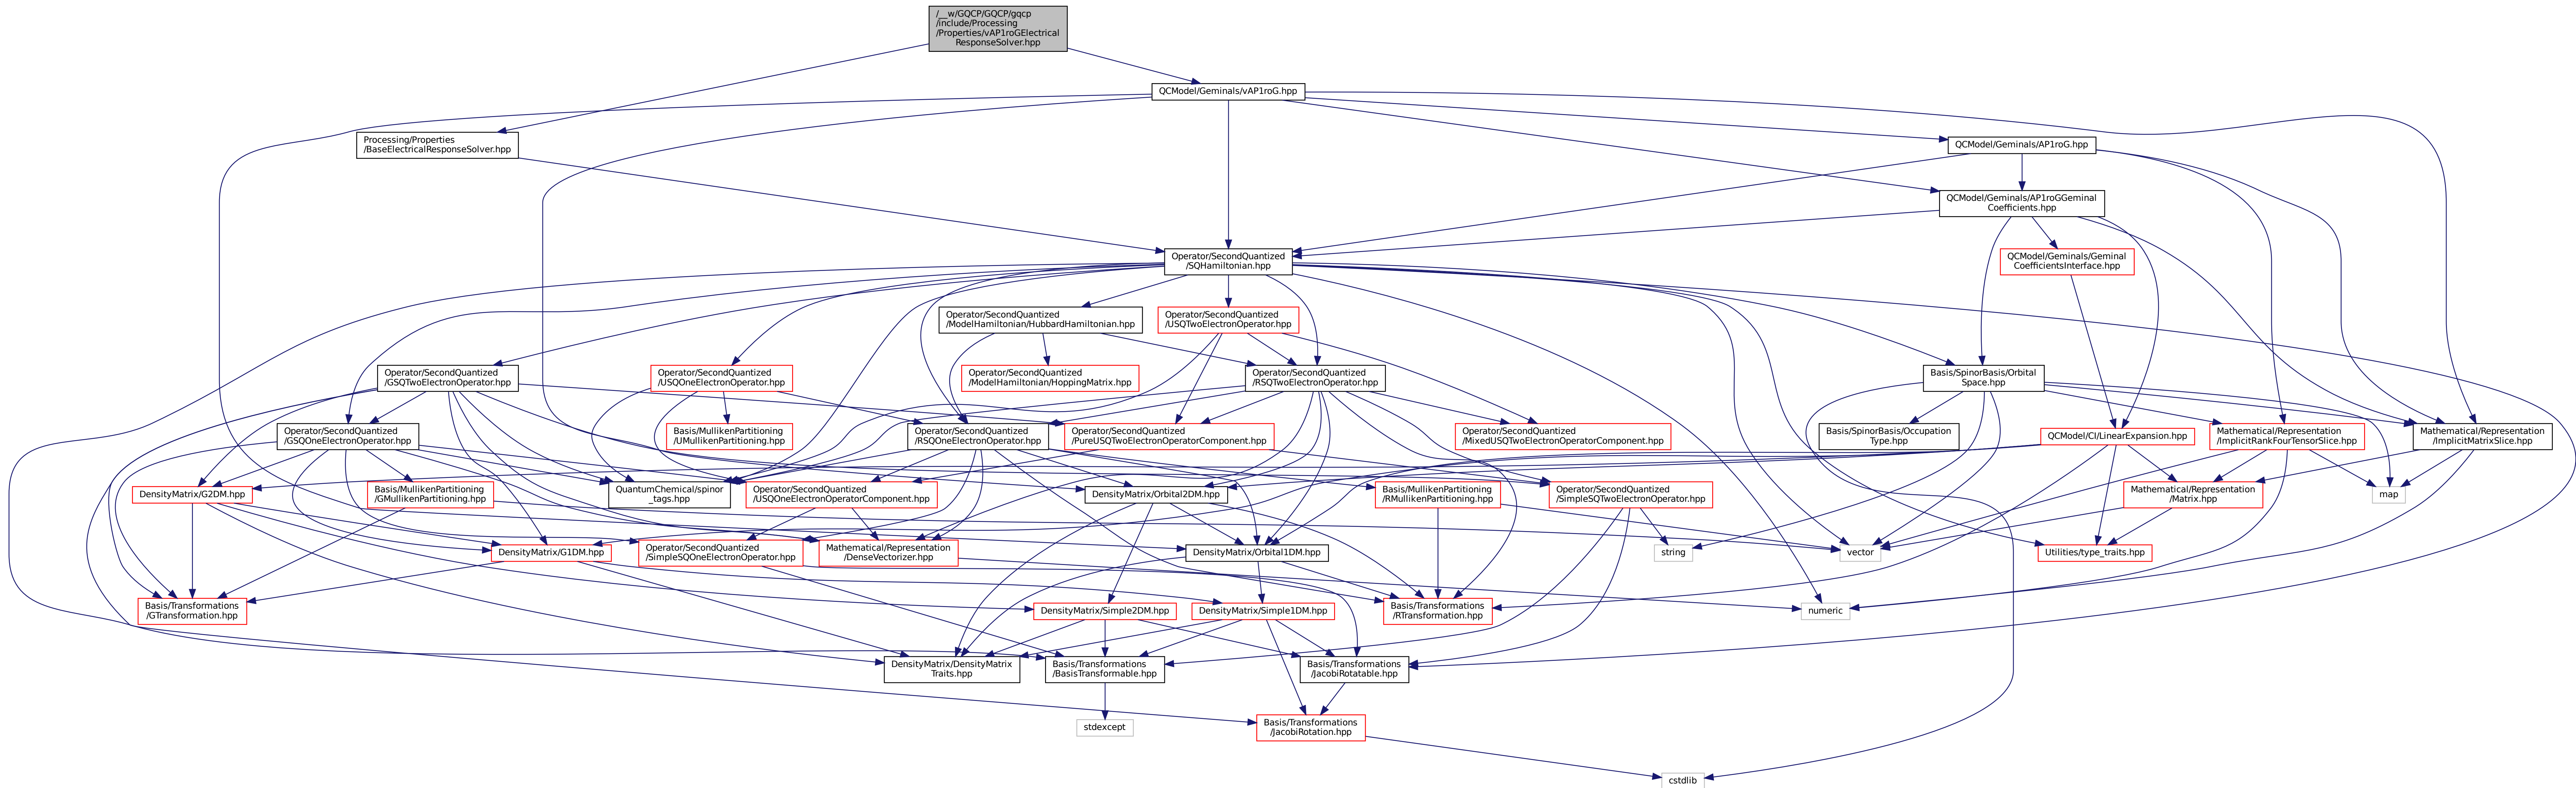 /__w/GQCP/GQCP/gqcp
/include/Processing
/Properties/vAP1roGElectrical
ResponseSolver.hpp
QCModel/Geminals/vAP1roG.hpp
Processing/Properties
/BaseElectricalResponseSolver.hpp
QCModel/Geminals/AP1roG.hpp
QCModel/Geminals/AP1roGGeminal
Coefficients.hpp
Operator/SecondQuantized
/SQHamiltonian.hpp
QCModel/Geminals/Geminal
CoefficientsInterface.hpp
Operator/SecondQuantized
/ModelHamiltonian/HubbardHamiltonian.hpp
Operator/SecondQuantized
/USQTwoElectronOperator.hpp
Operator/SecondQuantized
/GSQTwoElectronOperator.hpp
Operator/SecondQuantized
/USQOneElectronOperator.hpp
Operator/SecondQuantized
/ModelHamiltonian/HoppingMatrix.hpp
Operator/SecondQuantized
/RSQTwoElectronOperator.hpp
Basis/SpinorBasis/Orbital
Space.hpp
Operator/SecondQuantized
/GSQOneElectronOperator.hpp
Basis/MullikenPartitioning
/UMullikenPartitioning.hpp
Operator/SecondQuantized
/RSQOneElectronOperator.hpp
Operator/SecondQuantized
/PureUSQTwoElectronOperatorComponent.hpp
Operator/SecondQuantized
/MixedUSQTwoElectronOperatorComponent.hpp
Basis/SpinorBasis/Occupation
Type.hpp
QCModel/CI/LinearExpansion.hpp
Mathematical/Representation
/ImplicitRankFourTensorSlice.hpp
Mathematical/Representation
/ImplicitMatrixSlice.hpp
DensityMatrix/G2DM.hpp
Basis/MullikenPartitioning
/GMullikenPartitioning.hpp
QuantumChemical/spinor
_tags.hpp
Operator/SecondQuantized
/USQOneElectronOperatorComponent.hpp
DensityMatrix/Orbital2DM.hpp
Basis/MullikenPartitioning
/RMullikenPartitioning.hpp
Operator/SecondQuantized
/SimpleSQTwoElectronOperator.hpp
Mathematical/Representation
/Matrix.hpp
map
DensityMatrix/G1DM.hpp
Operator/SecondQuantized
/SimpleSQOneElectronOperator.hpp
Mathematical/Representation
/DenseVectorizer.hpp
DensityMatrix/Orbital1DM.hpp
string
vector
Utilities/type_traits.hpp
Basis/Transformations
/GTransformation.hpp
DensityMatrix/Simple2DM.hpp
DensityMatrix/Simple1DM.hpp
Basis/Transformations
/RTransformation.hpp
numeric
DensityMatrix/DensityMatrix
Traits.hpp
Basis/Transformations
/BasisTransformable.hpp
Basis/Transformations
/JacobiRotatable.hpp
stdexcept
Basis/Transformations
/JacobiRotation.hpp
cstdlib